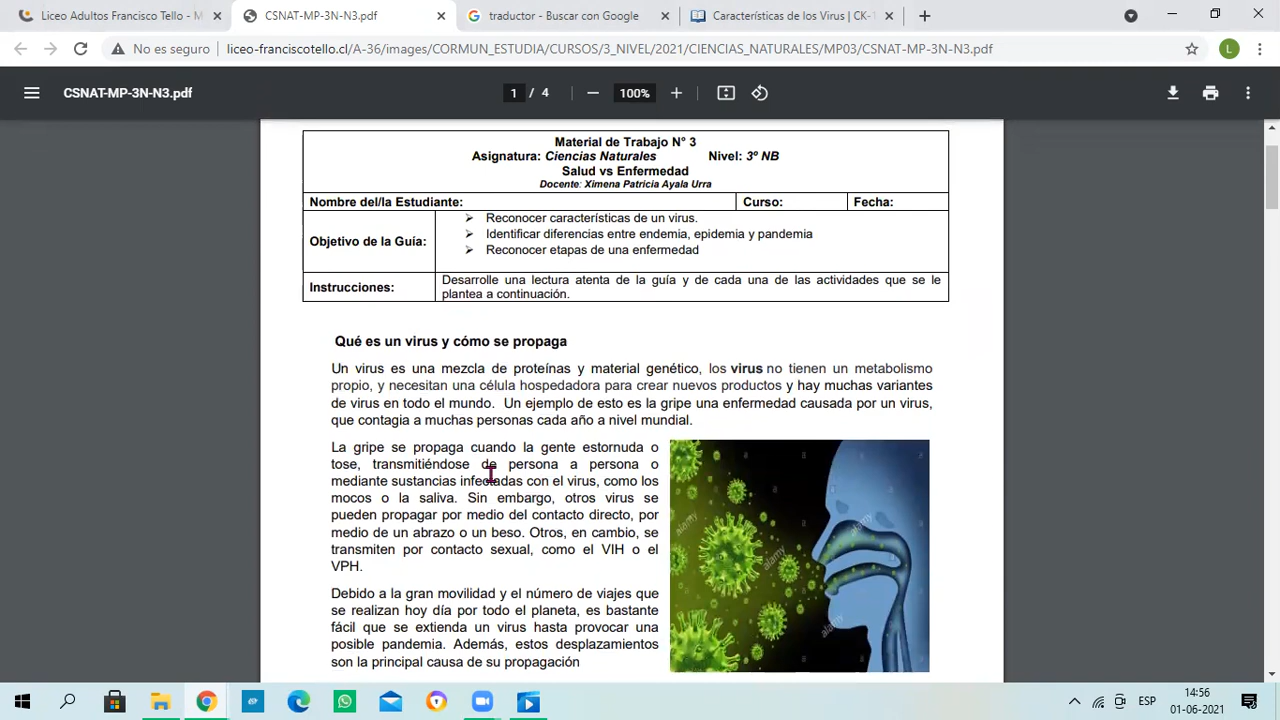 Liceo Adultos Francisco Tello - M
CSNAT-MP-3N-N3.pdf
traductor - Buscar con Google
Características de los Virus | CK-1
No es seguro
liceo-franciscotello.cl/A-36/images/CORMUN_ESTUDIA/CURSOS/3_NIVEL/2021/CIENCIAS_NATURALES/MP03/CSNAT-MP-3N-N3.pdf
L
CSNAT-MP-3N-N3.pdf
1 / 4
100%
Material de Trabajo N° 3
Asignatura: Ciencias Naturales Nivel: 3º NB
Salud vs Enfermedad
Docente: Ximena Patricia Ayala Urra
Nombre del/la Estudiante: Curso: Fecha:
Objetivo de la Guía:
Reconocer características de un virus.
Identificar diferencias entre endemia, epidemia y pandemia
Reconocer etapas de una enfermedad
Instrucciones:
Desarrolle una lectura atenta de la guía y de cada una de las actividades que se le
plantea a continuación.
Qué es un virus y cómo se propaga
Un virus es una mezcla de proteínas y material genético, los virus no tienen un metabolismo
propio, y necesitan una célula hospedadora para crear nuevos productos y hay muchas variantes
de virus en todo el mundo. Un ejemplo de esto es la gripe una enfermedad causada por un virus,
que contagia a muchas personas cada año a nivel mundial.
La gripe se propaga cuando la gente estornuda o
tose, transmitiéndose de persona a persona o
mediante sustancias infectadas con el virus, como los
mocos o la saliva. Sin embargo, otros virus se
pueden propagar por medio del contacto directo, por
medio de un abrazo o un beso. Otros, en cambio, se
transmiten por contacto sexual, como el VIH o el
VPH.
Debido a la gran movilidad y el número de viajes que
se realizan hoy día por todo el planeta, es bastante
fácil que se extienda un virus hasta provocar una
posible pandemia. Además, estos desplazamientos
son la principal causa de su propagación
alamy
alamy
alamy
alamy
ESP
14:56
01-06-2021